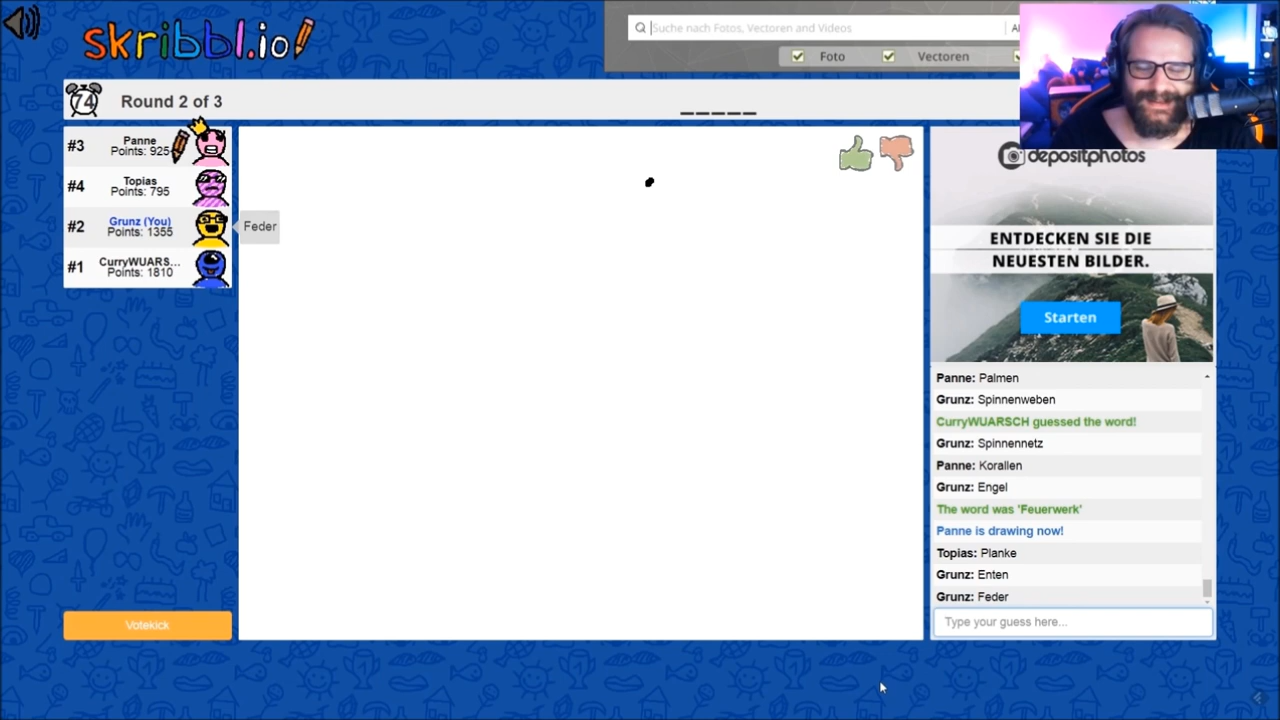 skribbl.io
Suche nach Fotos, Vectoren and Videos
Foto
Vectoren
74
Round 2 of 3
_____
#3
Panne
Points: 925
#4
Topias
Points: 795
#2
Grunz (You)
Points: 1355
Feder
#1
CurryWUARS...
Points: 1810
depositphotos
ENTDECKEN SIE DIE
NEUESTEN BILDER.
Starten
Panne: Palmen
Grunz: Spinnenweben
CurryWUARSCH guessed the word!
Grunz: Spinnennetz
Panne: Korallen
Grunz: Engel
The word was 'Feuerwerk'
Panne is drawing now!
Topias: Planke
Grunz: Enten
Grunz: Feder
Type your guess here...
Votekick